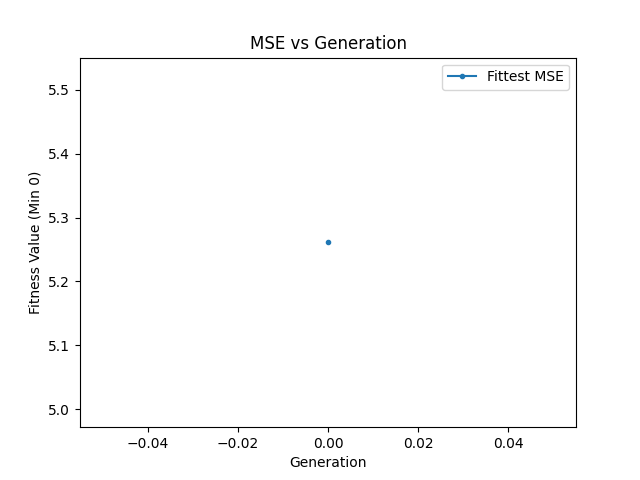 MSE vs Generation
Fittest MSE
Fitness Value (Min 0)
5.5
5.4
5.3
5.2
5.1
5.0
−0.04 −0.02 0.00 0.02 0.04
Generation